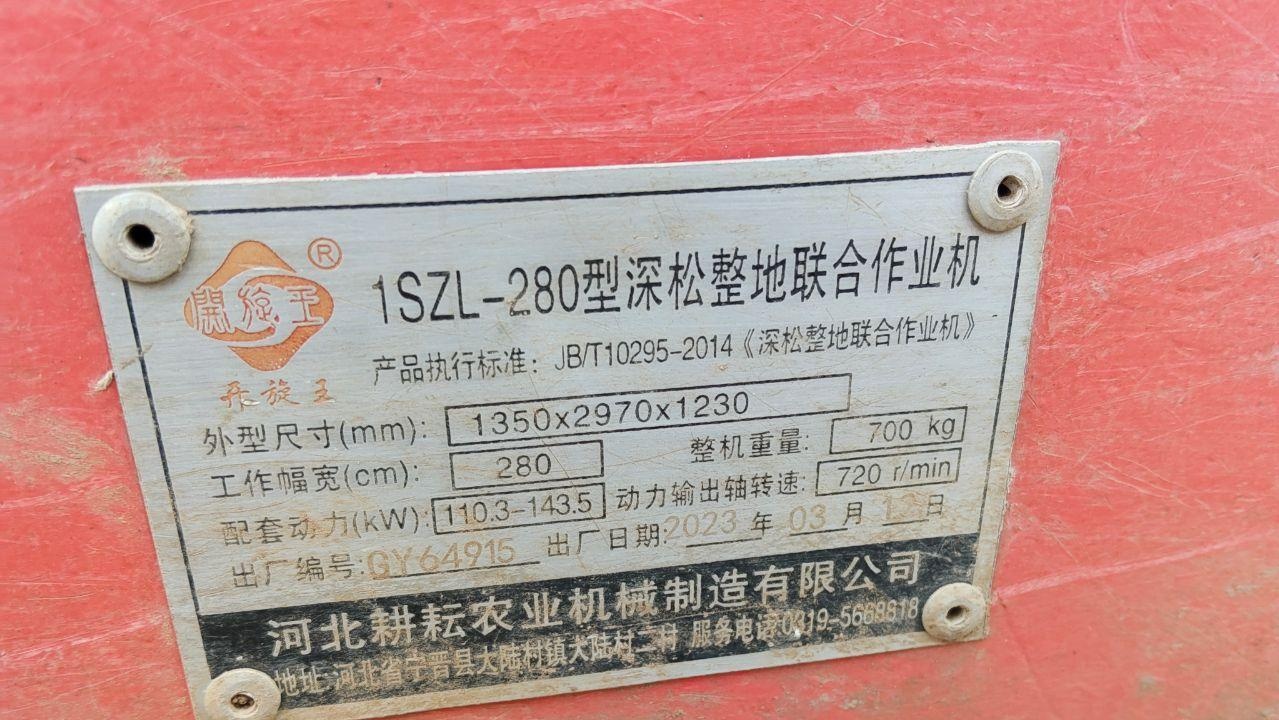 開旋王 ®
开旋王
1SZL-280型深松整地联合作业机
产品执行标准: JB/T10295-2014《深松整地联合作业机》
外型尺寸(mm): 1350x2970x1230
整机重量: 700 kg
工作幅宽(cm): 280
动力输出轴转速: 720 r/min
配套动力(kW): 110.3-143.5
出厂编号: GY64915 出厂日期: 2023 年 03 月 12 日
河北耕耘农业机械制造有限公司
地址:河北省宁晋县大陆村镇大陆村二村 服务电话:0319-5668818